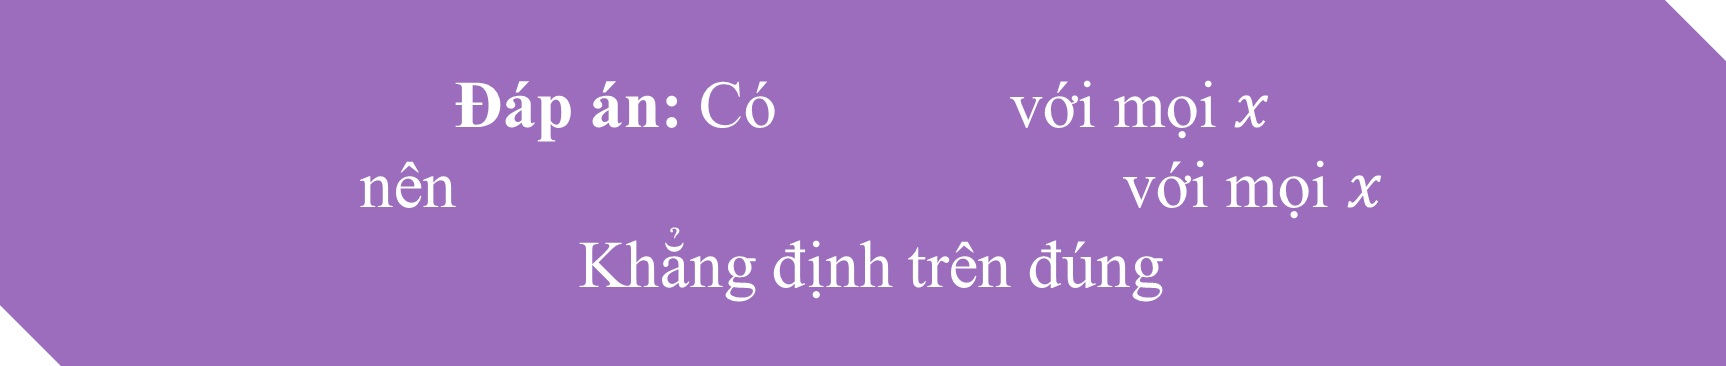 Đáp án: Có với mọi x
nên với mọi x
Khẳng định trên đúng